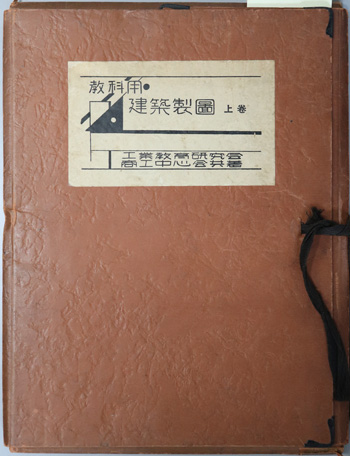 教科用
建築製圖 上巻
工業教育研究会
商工中心会共著